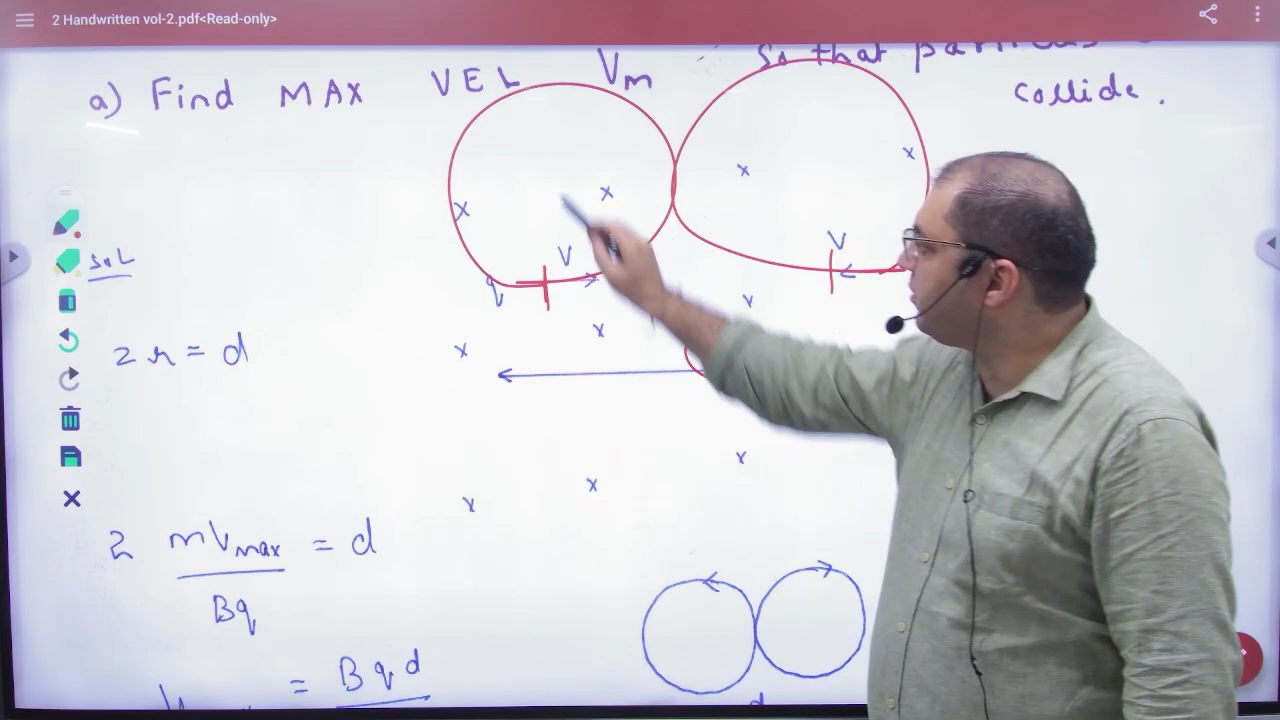 2 Handwritten vol-2.pdf<Read-only>
So that
a) Find MAX VEL Vm
collide.
SOL
V
V
q
2r = d
2 mVmax = d
Bq
= Bqd
d